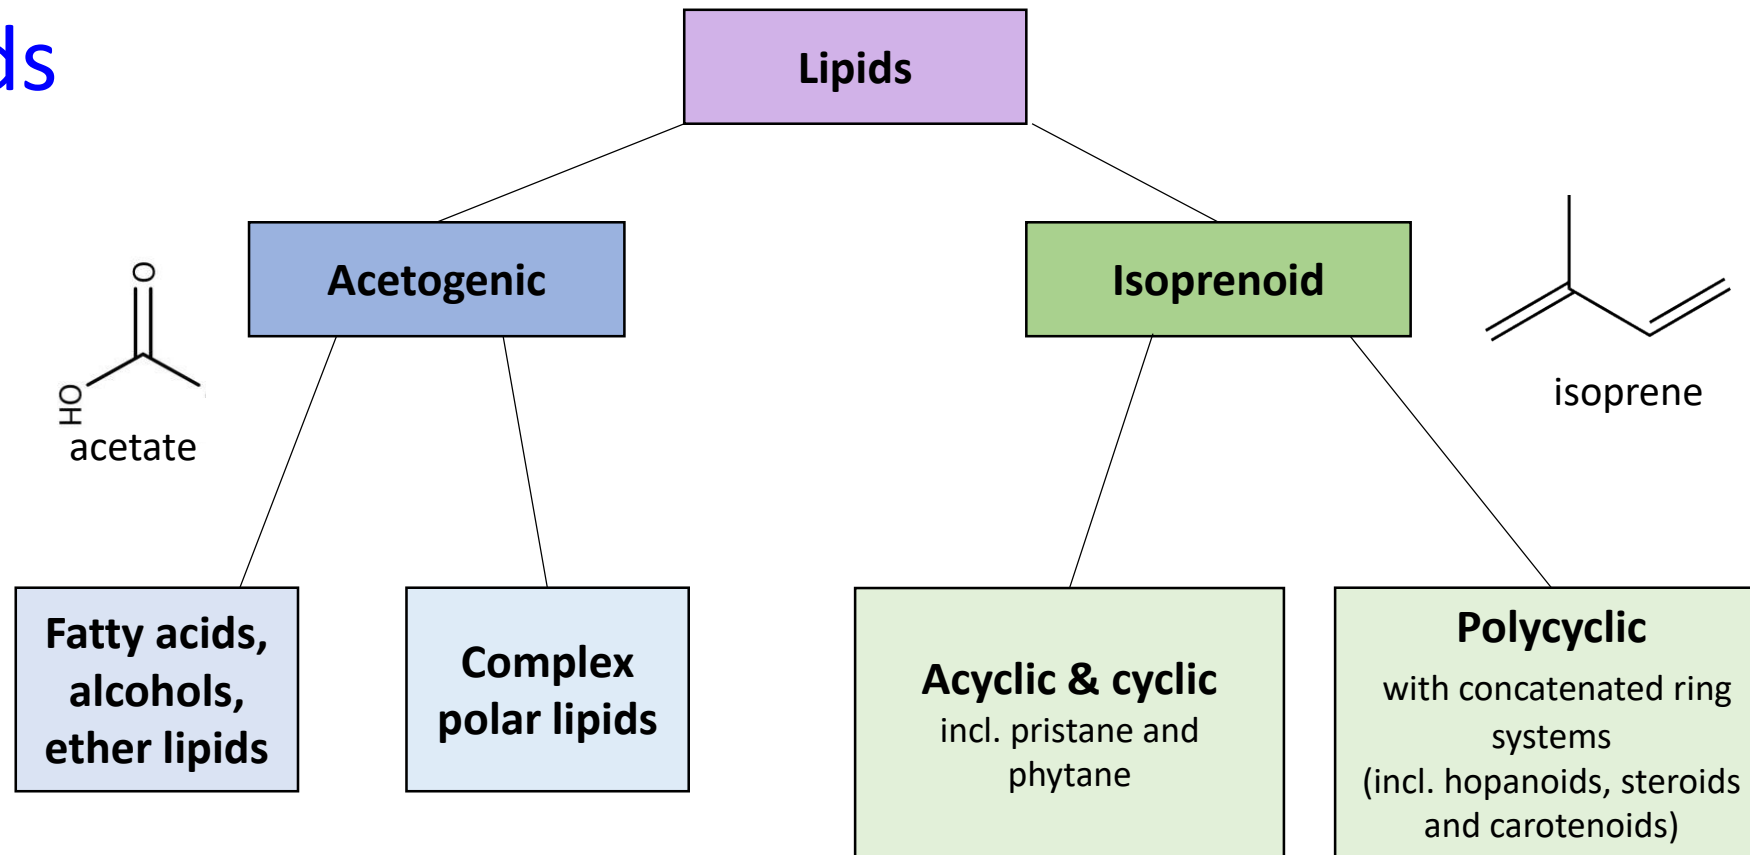 ds
Lipids
Acetogenic
Isoprenoid
O
HO
acetate
isoprene
Fatty acids,
alcohols,
ether lipids
Complex
polar lipids
Acyclic & cyclic
incl. pristane and
phytane
Polycyclic
with concatenated ring
systems
(incl. hopanoids, steroids
and carotenoids)